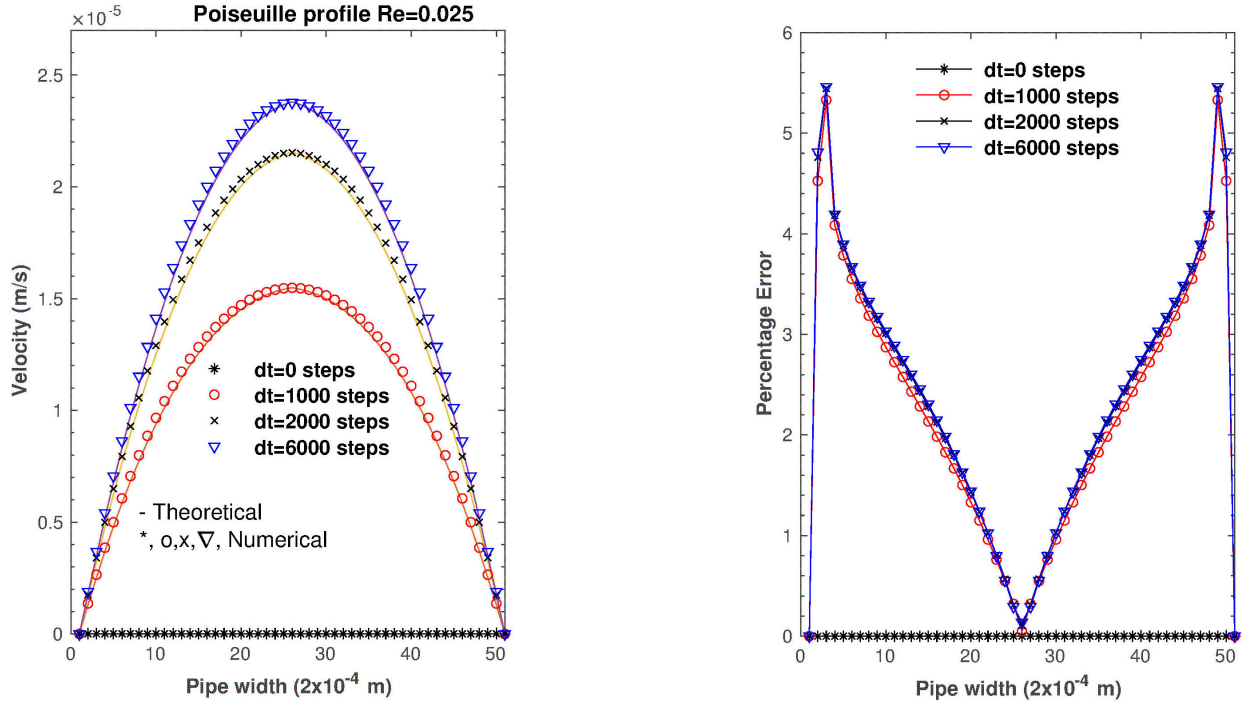 Poiseuille profile Re=0.025
×10-5
2.5
2
1.5
1
0.5
0
0 10 20 30 40 50
Velocity (m/s)
Pipe width (2x10-4 m)
dt=0 steps
dt=1000 steps
dt=2000 steps
dt=6000 steps
- Theoretical
*, o,x,∇, Numerical
6
5
4
3
2
1
0
0 10 20 30 40 50
Percentage Error
Pipe width (2x10-4 m)
dt=0 steps
dt=1000 steps
dt=2000 steps
dt=6000 steps